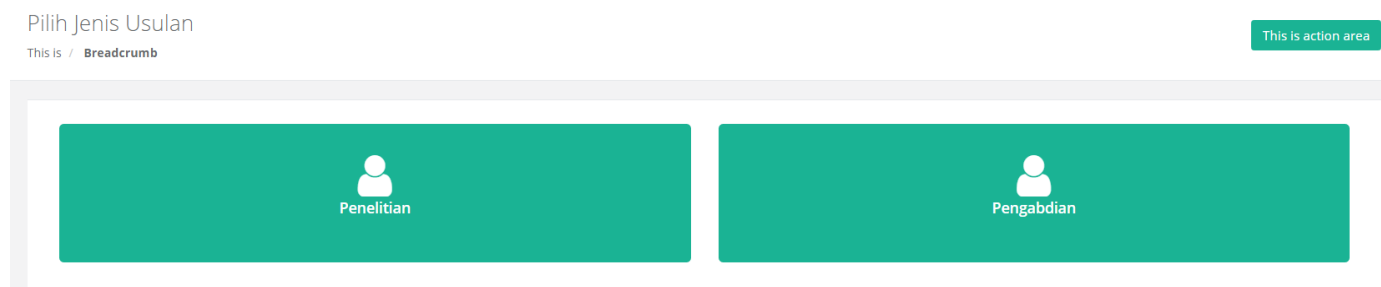 Pilih Jenis Usulan
This is / Breadcrumb
This is action area
Penelitian
Pengabdian